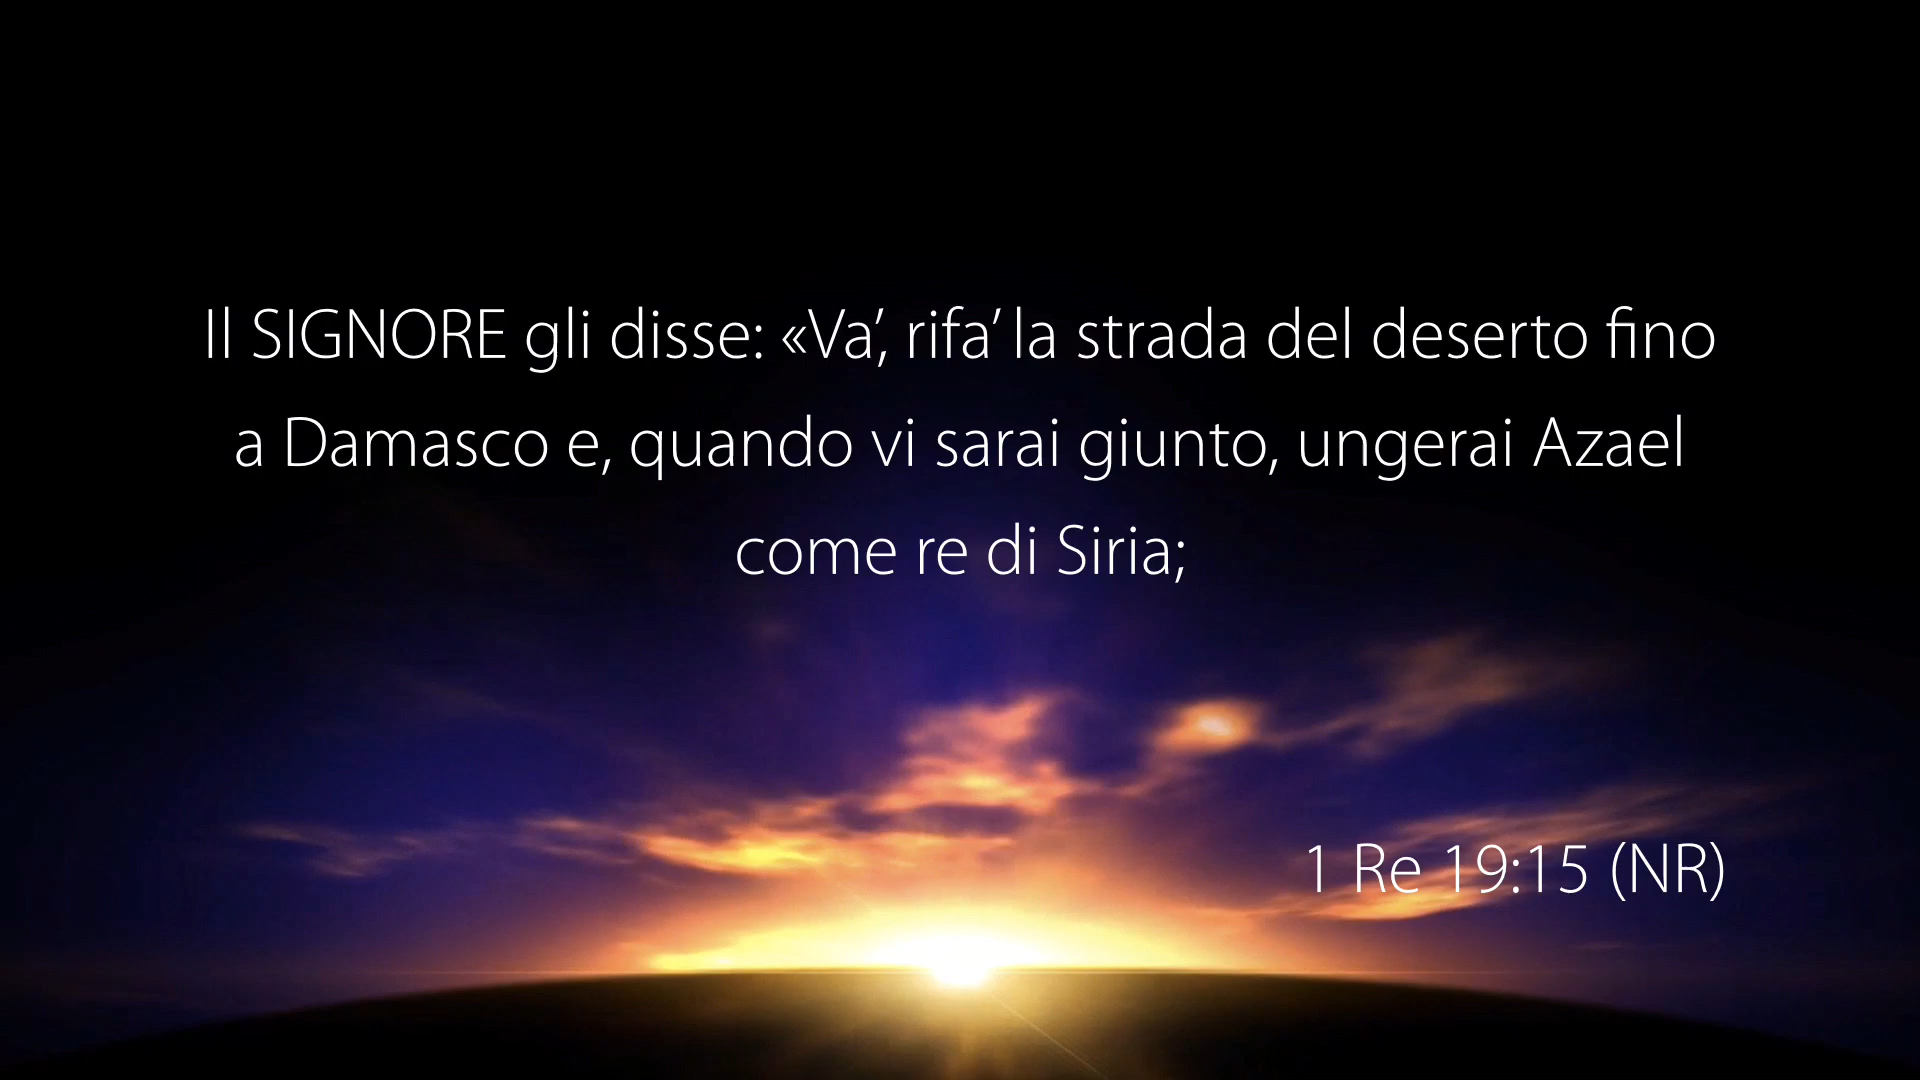 Il SIGNORE gli disse: «Va’, rifa’ la strada del deserto fino
a Damasco e, quando vi sarai giunto, ungerai Azael
come re di Siria;
1 Re 19:15 (NR)